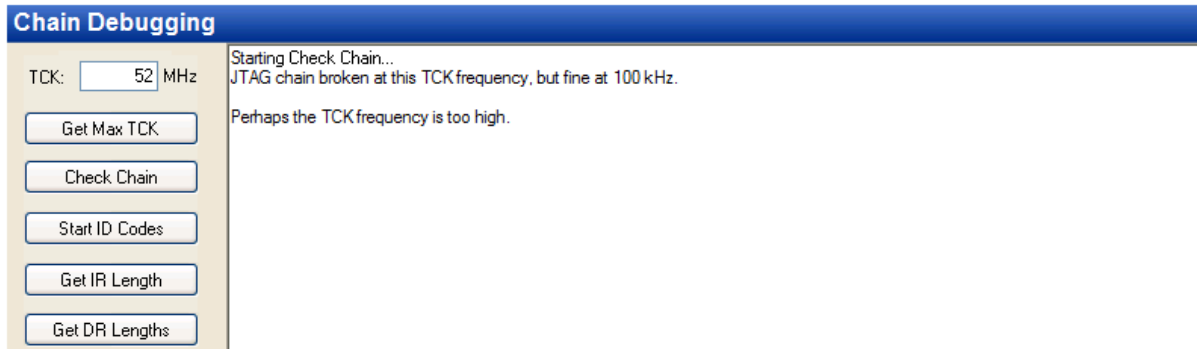 Chain Debugging
TCK: 52 MHz
Get Max TCK
Check Chain
Start ID Codes
Get IR Length
Get DR Lengths
Starting Check Chain...
JTAG chain broken at this TCK frequency, but fine at 100 kHz.
Perhaps the TCK frequency is too high.